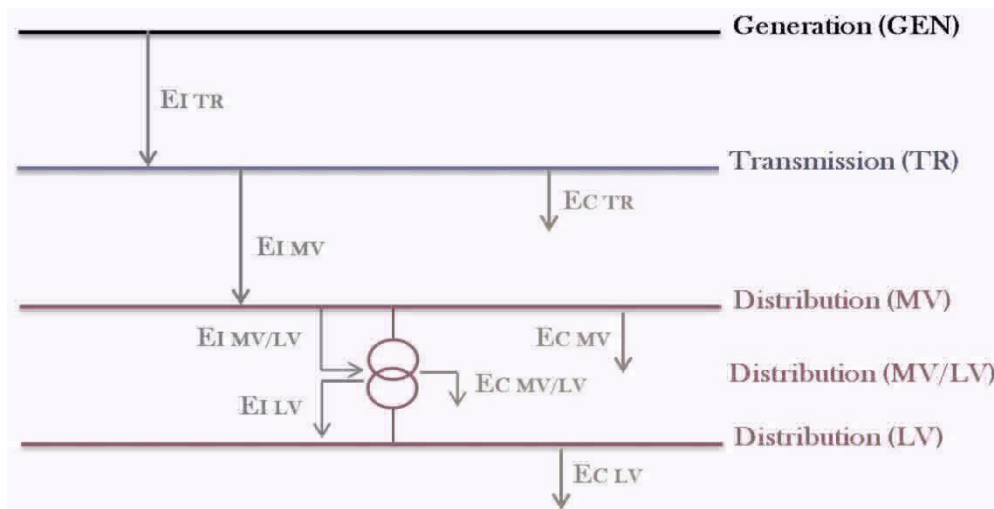 Generation (GEN)
EI TR
Transmission (TR)
EC TR
EI MV
Distribution (MV)
EI MV/LV
EC MV
Distribution (MV/LV)
EC MV/LV
EI LV
Distribution (LV)
EC LV